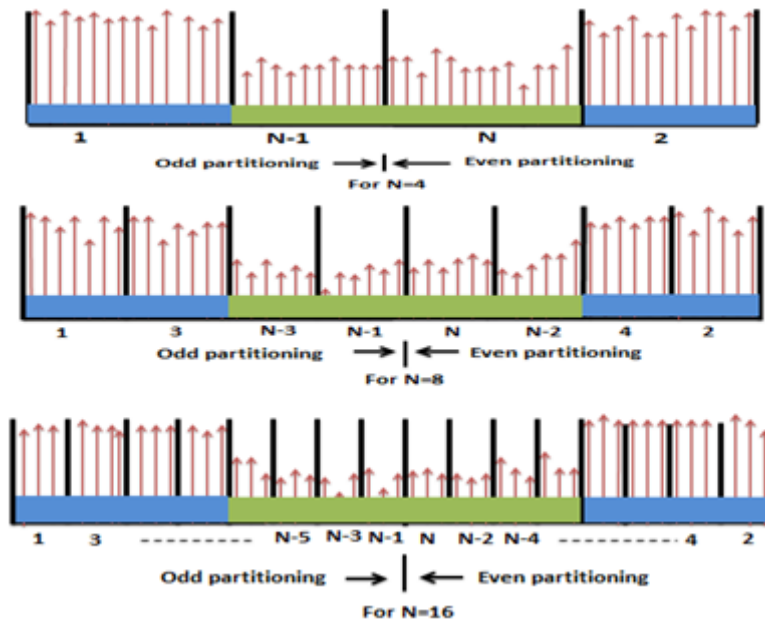 1 N-1 N 2
Odd partitioning Even partitioning
For N=4
1 3 N-3 N-1 N N-2 4 2
Odd partitioning Even partitioning
For N=8
1 3 ---------- N-5 N-3 N-1 N N-2 N-4 ---------- 4 2
Odd partitioning Even partitioning
For N=16